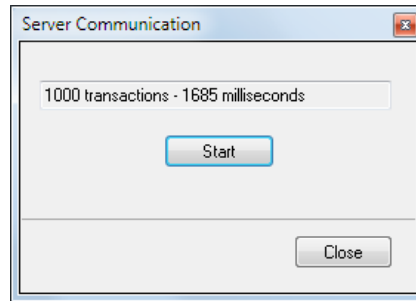 Server Communication
1000 transactions - 1685 milliseconds
Start
Close